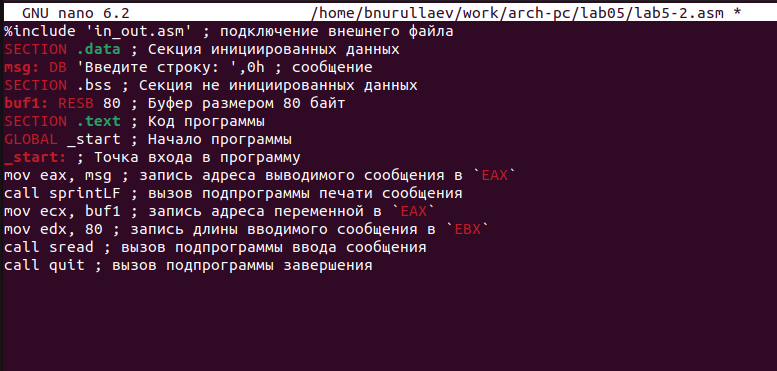 GNU nano 6.2 /home/bnurullaev/work/arch-pc/lab05/lab5-2.asm *
%include 'in_out.asm' ; подключение внешнего файла
SECTION .data ; Секция инициированных данных
msg: DB 'Введите строку: ',0h ; сообщение
SECTION .bss ; Секция не инициированных данных
buf1: RESB 80 ; Буфер размером 80 байт
SECTION .text ; Код программы
GLOBAL _start ; Начало программы
_start: ; Точка входа в программу
mov eax, msg ; запись адреса выводимого сообщения в `EAX`
call sprintLF ; вызов подпрограммы печати сообщения
mov ecx, buf1 ; запись адреса переменной в `EAX`
mov edx, 80 ; запись длины вводимого сообщения в `EBX`
call sread ; вызов подпрограммы ввода сообщения
call quit ; вызов подпрограммы завершения